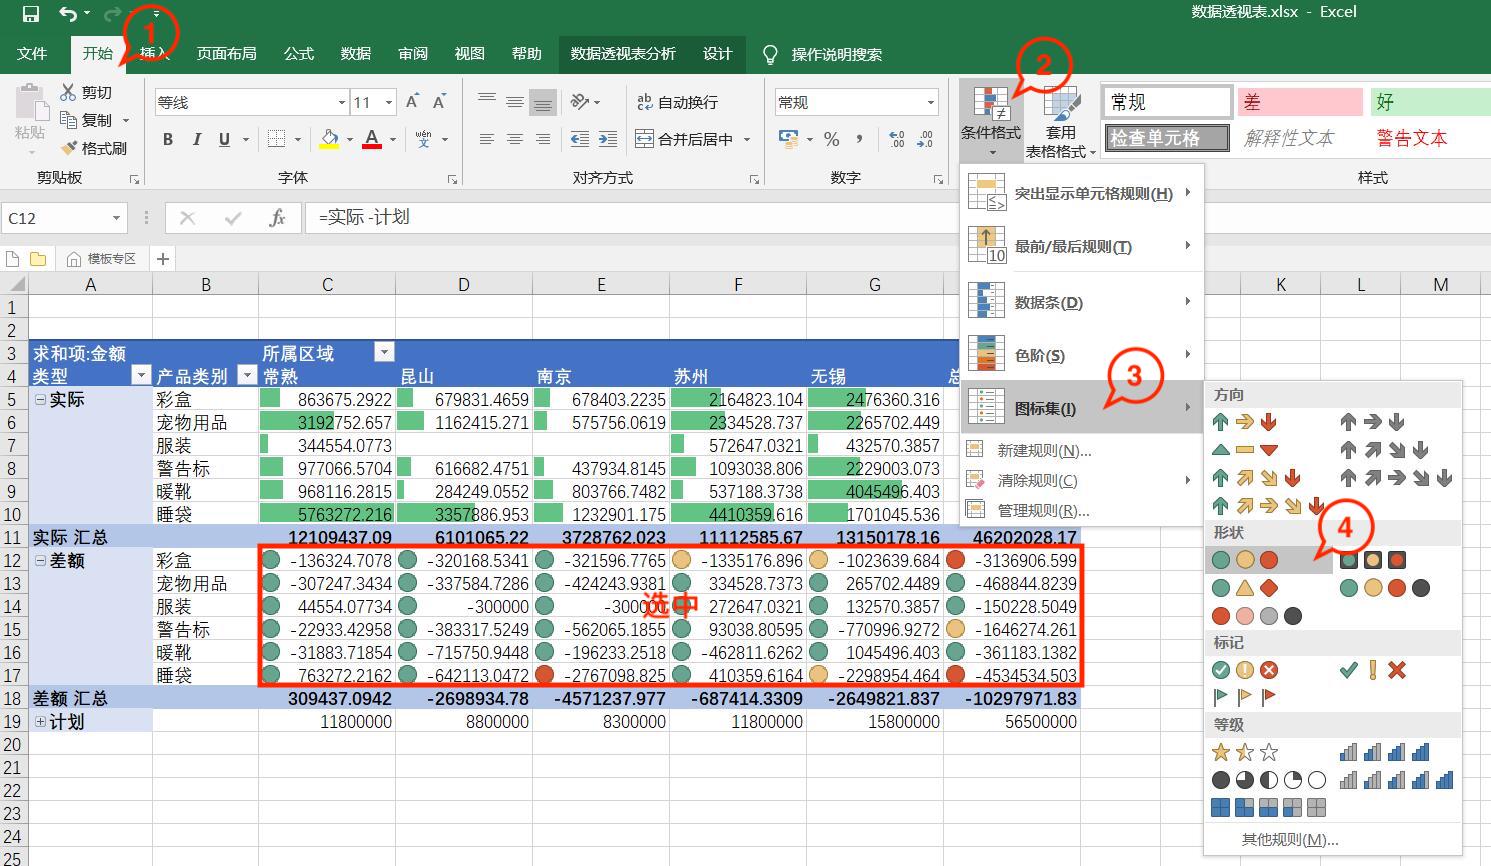 数据透视表.xlsx - Excel
1
文件 开始 插入 页面布局 公式 数据 审阅 视图 帮助 数据透视表分析 设计 操作说明搜索
2
剪切
复制
格式刷
粘贴
剪贴板
等线 11
B I U A wén 文
字体
ab 自动换行
合并后居中
对齐方式
常规
% , .00
数字
条件格式
套用
表格格式
常规 差 好
检查单元格 解释性文本 警告文本
样式
C12 fx =实际 -计划
模板专区
突出显示单元格规则(H)
最前/最后规则(T)
10
数据条(D)
色阶(S)
图标集(I)
3
新建规则(N)...
清除规则(C)
管理规则(R)...
方向
形状
4
标记
等级
其他规则(M)...
A B C D E F G K L M
1
2
3 求和项:金额 所属区域
4 类型 产品类别 常熟 昆山 南京 苏州 无锡 总
5 实际 彩盒 863675.2922 679831.4659 678403.2235 2164823.104 2476360.316
6 宠物用品 3192752.657 1162415.271 575756.0619 2334528.737 2265702.449
7 服装 344554.0773 572647.0321 432570.3857
8 警告标 977066.5704 616682.4751 437934.8145 1093038.806 2229003.073
9 暖靴 968116.2815 284249.0552 803766.7482 537188.3738 4045496.403
10 睡袋 5763272.216 3357886.953 1232901.175 4410359.616 1701045.536
11 实际 汇总 12109437.09 6101065.22 3728762.023 11112585.67 13150178.16 46202028.17
12 差额 彩盒 -136324.7078 -320168.5341 -321596.7765 -1335176.896 -1023639.684 -3136906.599
13 宠物用品 -307247.3434 -337584.7286 -424243.9381 334528.7373 265702.4489 -468844.8239
14 服装 44554.07734 -300000 -300000 272647.0321 132570.3857 -150228.5049
选中
15 警告标 -22933.42958 -383317.5249 -562065.1855 93038.80595 -770996.9272 -1646274.261
16 暖靴 -31883.71854 -715750.9448 -196233.2518 -462811.6262 1045496.403 -361183.1382
17 睡袋 763272.2162 -642113.0472 -2767098.825 410359.6164 -2298954.464 -4534534.503
18 差额 汇总 309437.0942 -2698934.78 -4571237.977 -687414.3309 -2649821.837 -10297971.83
19 计划 11800000 8800000 8300000 11800000 15800000 56500000
20
21
22
23
24
25